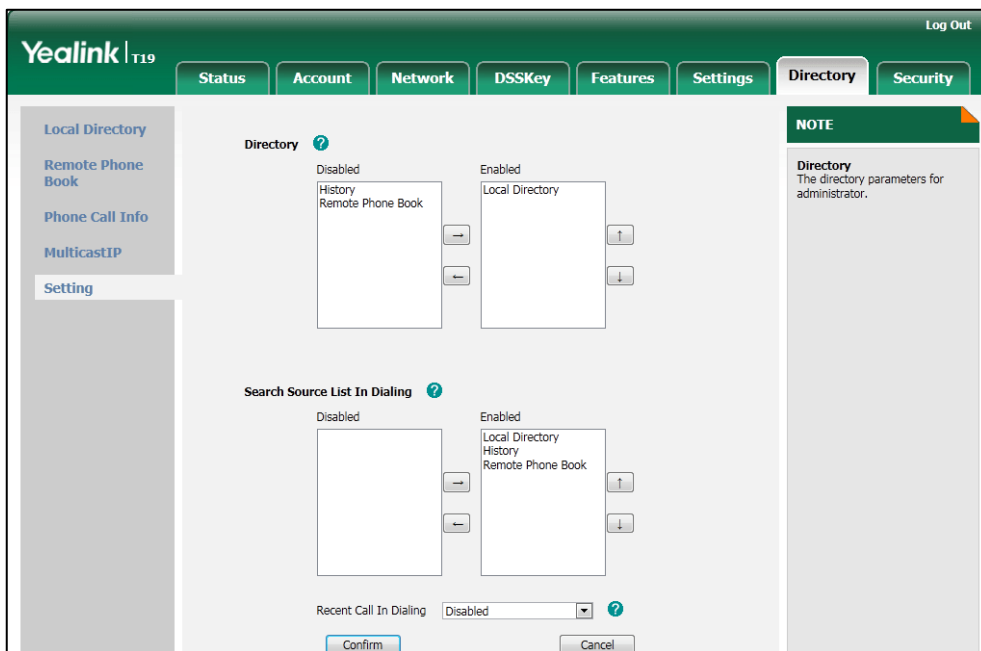 Log Out
Yealink T19
Status Account Network DSSKey Features Settings Directory Security
Local Directory
Remote Phone
Book
Phone Call Info
MulticastIP
Setting
Directory ?
Disabled Enabled
History
Remote Phone Book
Local Directory
→ ↑
← ↓
Search Source List In Dialing ?
Disabled Enabled
Local Directory
History
Remote Phone Book
→ ↑
← ↓
Recent Call In Dialing Disabled ?
Confirm Cancel
NOTE
Directory
The directory parameters for
administrator.